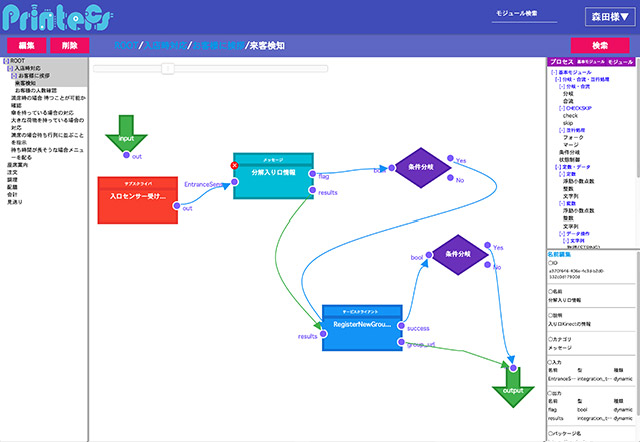 Printeps
モジュール検索
森田様▼
編集
削除
ROOT/入店時対応/お客様に挨拶/来客検知
検索
[-]ROOT
[-]入店時対応
[-]お客様に挨拶
来客検知
お客様の人数確認
満席時の場合 待つことが可能か
確認
傘を持っている場合の対応
大きな荷物を持っている場合の
対応
満席の場合待ち行列に並ぶこと
を指示
待ち時間が長そうな場合メニュ
ーを配る
座席案内
注文
調理
配膳
会計
見送り
input
out
サブスクライバ
入口センサー受け...
out
EntranceSens
メッセージ
分解入り口情報
flag
results
bool
条件分岐
Yes
No
bool
条件分岐
Yes
No
サービスクライアント
RegisterNewGrou...
results
success
group_url
output
プロセス 基本モジュール モジュール
[-]基本モジュール
[-]分岐・合流・並行処理
[-]分岐・合流
分岐
合流
[-]CHECKSKIP
check
skip
[-]並行処理
フォーク
マージ
条件分岐
状態制御
[-]定数・データ
[-]定数
浮動小数点数
整数
文字列
[-]変数
浮動小数点数
整数
文字列
[-]データ操作
[-]文字列
名前編集
○ID
○名前
分解入り口情報
○説明
入り口Kinectの情報
○カテゴリ
メッセージ
○入力
名前 型 種類
EntranceS... integration_t... dynamic
○出力
名前 型 種類
flag bool dynamic
results integration_t... dynamic
○パッケージ名